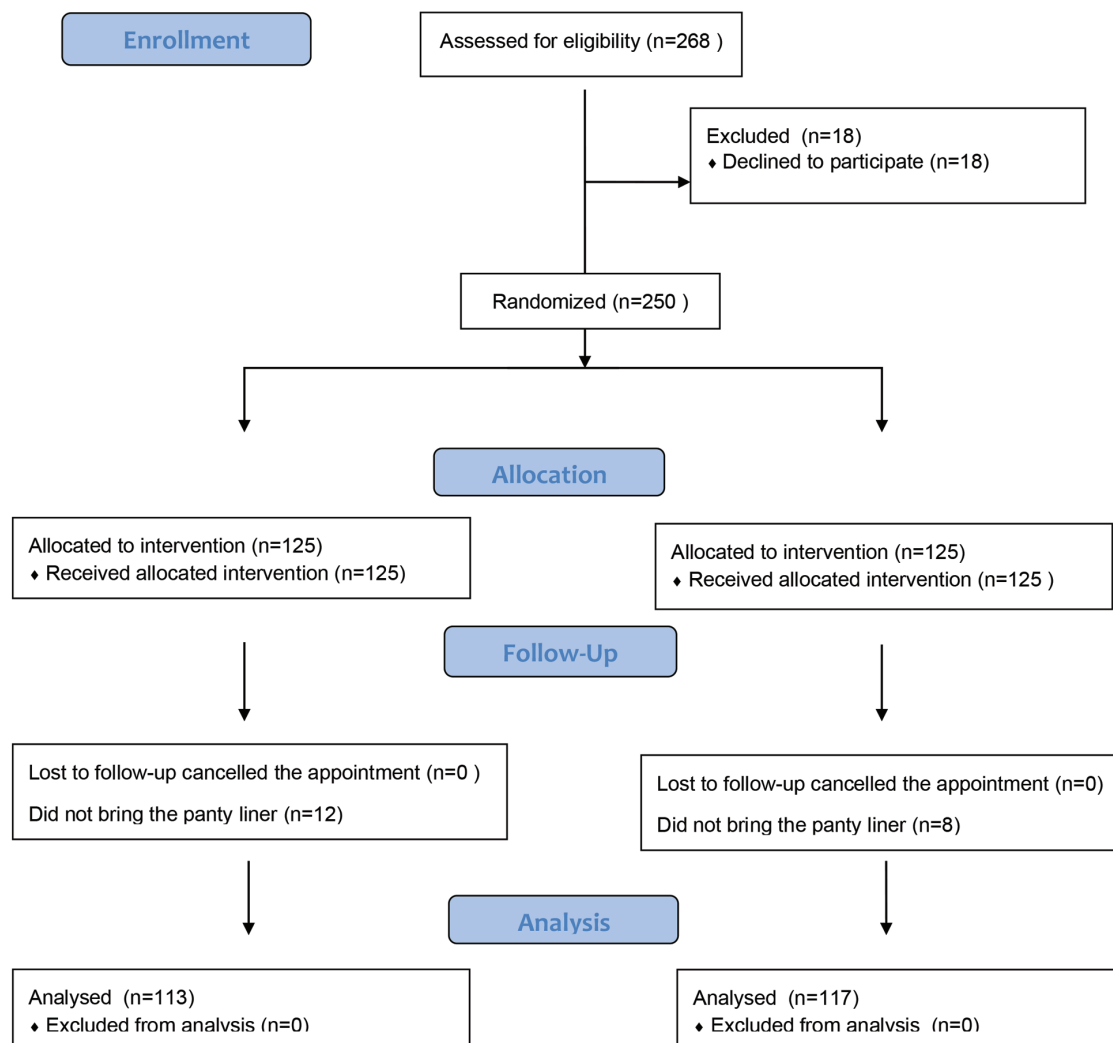 Enrollment
Assessed for eligibility (n=268 )
Excluded  (n=18)
♦ Declined to participate (n=18)
Randomized (n=250 )
Allocation
Allocated to intervention (n=125)
♦ Received allocated intervention (n=125)
Allocated to intervention (n=125)
♦ Received allocated intervention (n=125 )
Follow-Up
Lost to follow-up cancelled the appointment (n=0 )
Did not bring the panty liner (n=12)
Lost to follow-up cancelled the appointment (n=0)
Did not bring the panty liner (n=8)
Analysis
Analysed  (n=113)
♦ Excluded from analysis (n=0)
Analysed  (n=117)
♦ Excluded from analysis  (n=0)